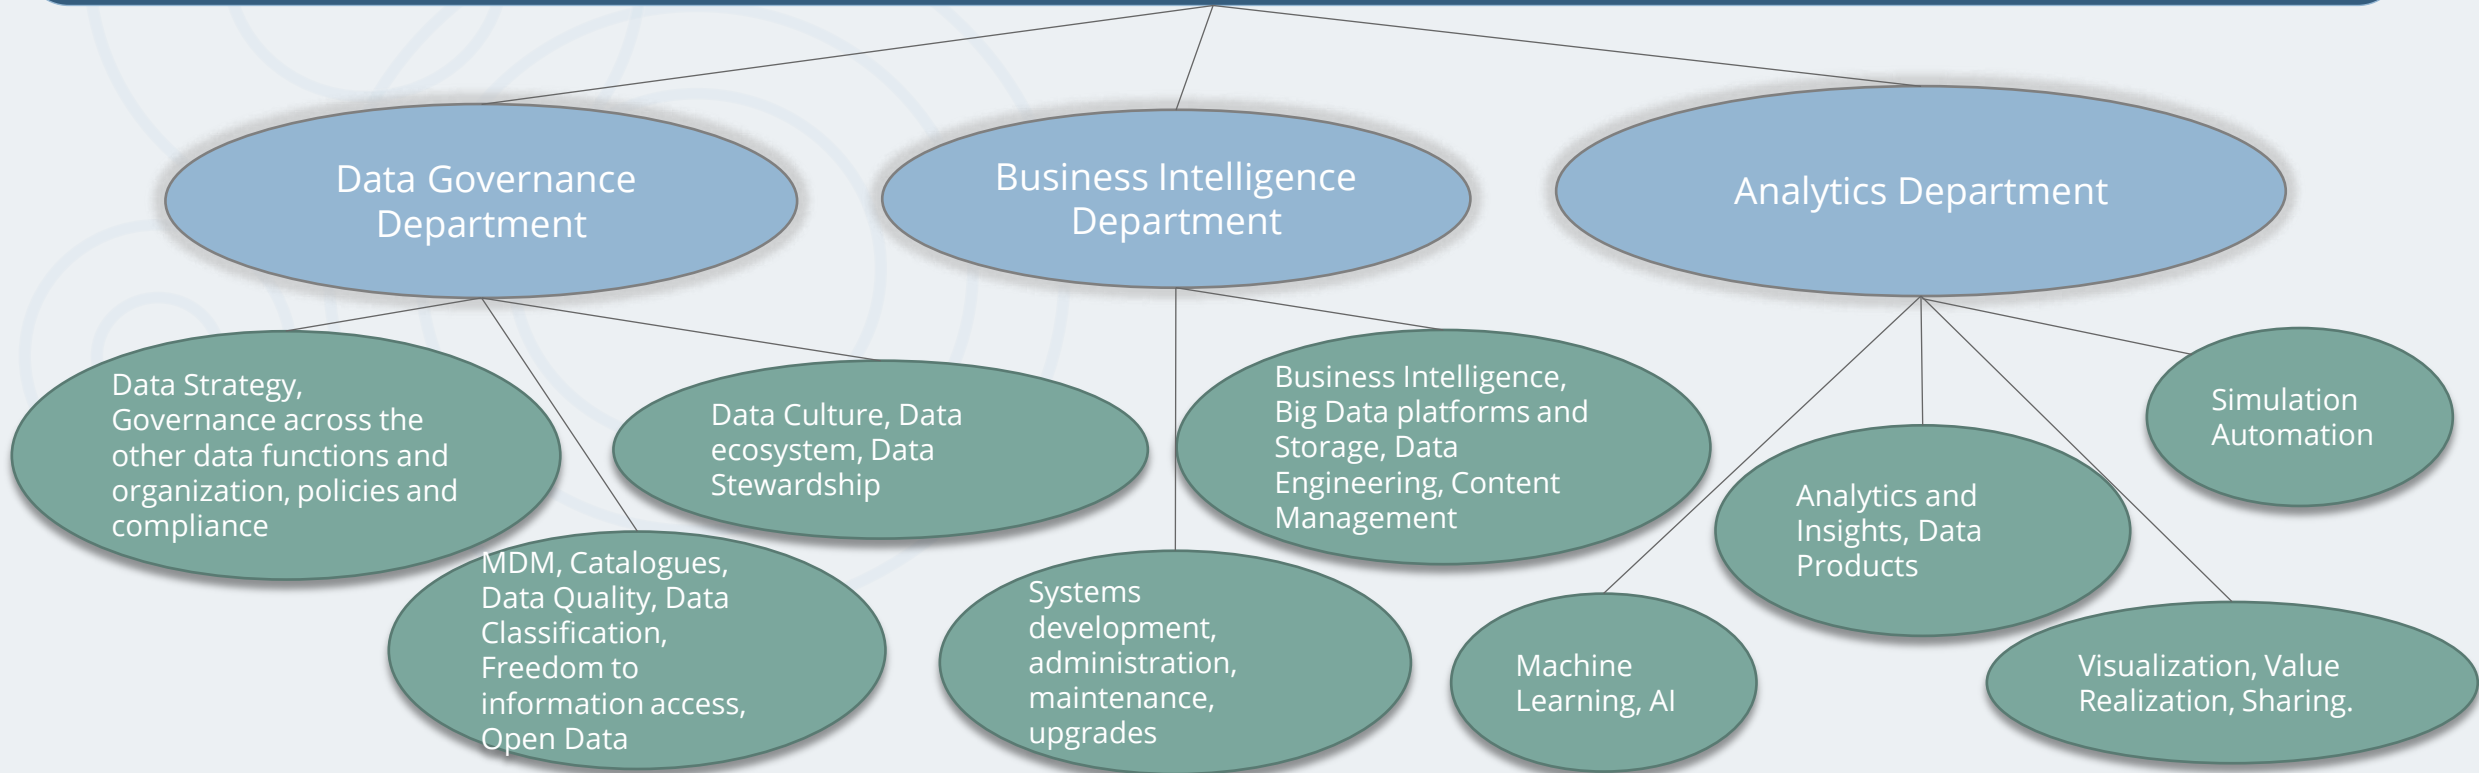 Data Governance
Department
Business Intelligence
Department
Analytics Department
Data Strategy,
Governance across the
other data functions and
organization, policies and
compliance
MDM, Catalogues,
Data Quality, Data
Classification,
Freedom to
information access,
Open Data
Data Culture, Data
ecosystem, Data
Stewardship
Systems
development,
administration,
maintenance,
upgrades
Business Intelligence,
Big Data platforms and
Storage, Data
Engineering, Content
Management
Machine
Learning, AI
Analytics and
Insights, Data
Products
Visualization, Value
Realization, Sharing.
Simulation
Automation